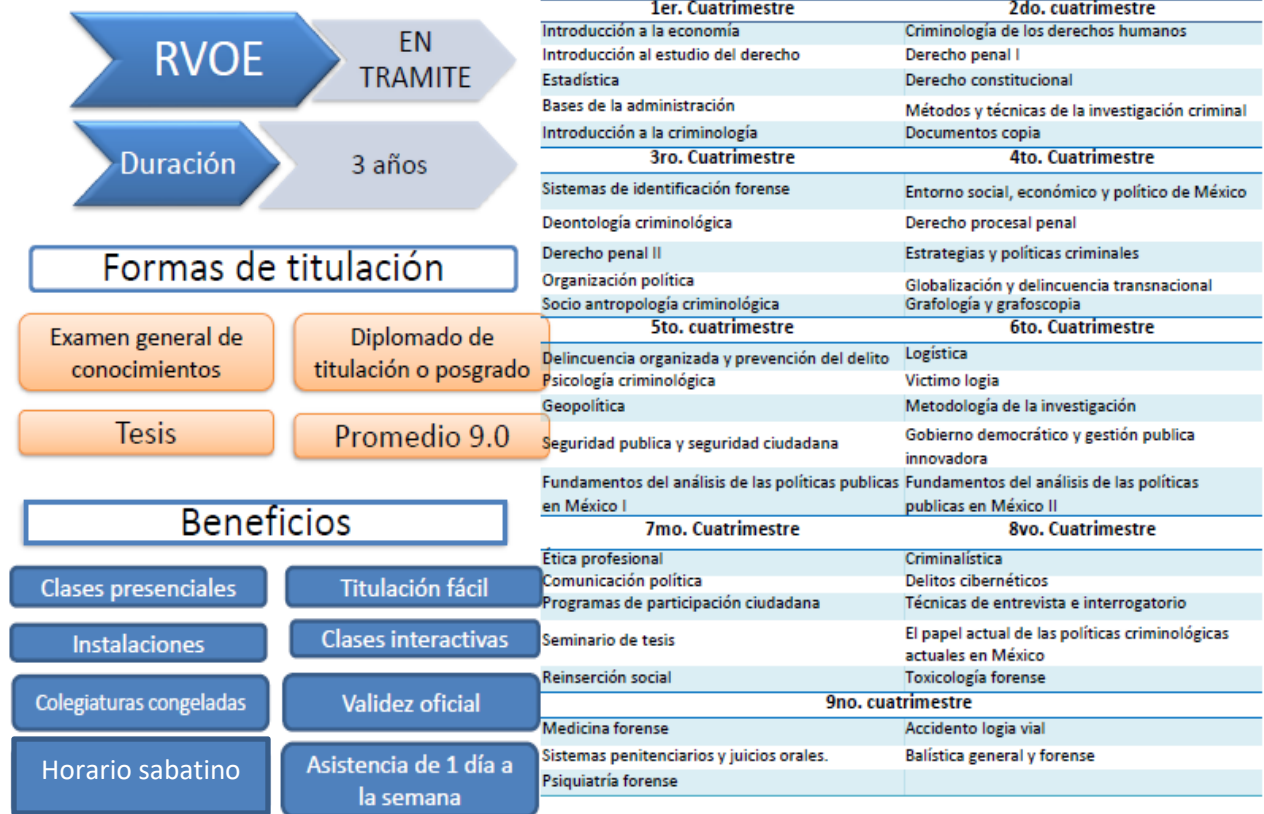 RVOE
EN
TRAMITE
Duración
3 años
Formas de titulación
Examen general de
conocimientos
Diplomado de
titulación o posgrado
Tesis
Promedio 9.0
Beneficios
Clases presenciales
Titulación fácil
Instalaciones
Clases interactivas
Colegiaturas congeladas
Validez oficial
Horario sabatino
Asistencia de 1 día a
la semana
1er. Cuatrimestre
2do. cuatrimestre
Introducción a la economía
Criminología de los derechos humanos
Introducción al estudio del derecho
Derecho penal I
Estadística
Derecho constitucional
Bases de la administración
Métodos y técnicas de la investigación criminal
Introducción a la criminología
Documentos copia
3ro. Cuatrimestre
4to. Cuatrimestre
Sistemas de identificación forense
Entorno social, económico y político de México
Deontología criminológica
Derecho procesal penal
Derecho penal II
Estrategias y políticas criminales
Organización política
Globalización y delincuencia transnacional
Socio antropología criminológica
Grafología y grafoscopia
5to. cuatrimestre
6to. Cuatrimestre
Delincuencia organizada y prevención del delito
Logística
Psicología criminológica
Victimo logia
Geopolítica
Metodología de la investigación
Seguridad publica y seguridad ciudadana
Gobierno democrático y gestión publica
innovadora
Fundamentos del análisis de las políticas publicas
en México I
Fundamentos del análisis de las políticas
publicas en México II
7mo. Cuatrimestre
8vo. Cuatrimestre
Ética profesional
Criminalística
Comunicación política
Delitos cibernéticos
Programas de participación ciudadana
Técnicas de entrevista e interrogatorio
Seminario de tesis
El papel actual de las políticas criminológicas
actuales en México
Reinserción social
Toxicología forense
9no. cuatrimestre
Medicina forense
Accidento logia vial
Sistemas penitenciarios y juicios orales.
Balística general y forense
Psiquiatría forense